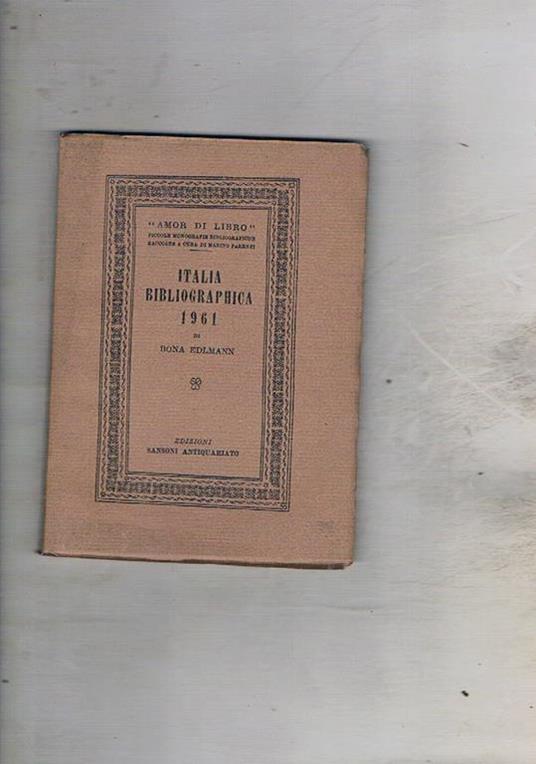 "AMOR DI LIBRO"
PICCOLE MONOGRAFIE BIBLIOGRAFICHE
RACCOLTE A CURA DI MARINO PARENTI
ITALIA
BIBLIOGRAPHICA
1961
DI
BONA EDLMANN
EDIZIONI
SANSONI ANTIQUARIATO